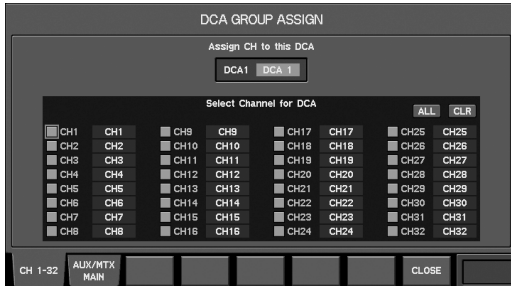 DCA GROUP ASSIGN
Assign CH to this DCA
DCA1 DCA 1
Select Channel for DCA
ALL CLR
CH1 CH1 CH9 CH9 CH17 CH17 CH25 CH25
CH2 CH2 CH10 CH10 CH18 CH18 CH26 CH26
CH3 CH3 CH11 CH11 CH19 CH19 CH27 CH27
CH4 CH4 CH12 CH12 CH20 CH20 CH28 CH28
CH5 CH5 CH13 CH13 CH21 CH21 CH29 CH29
CH6 CH6 CH14 CH14 CH22 CH22 CH30 CH30
CH7 CH7 CH15 CH15 CH23 CH23 CH31 CH31
CH8 CH8 CH16 CH16 CH24 CH24 CH32 CH32
CH 1-32 AUX/MTX MAIN CLOSE